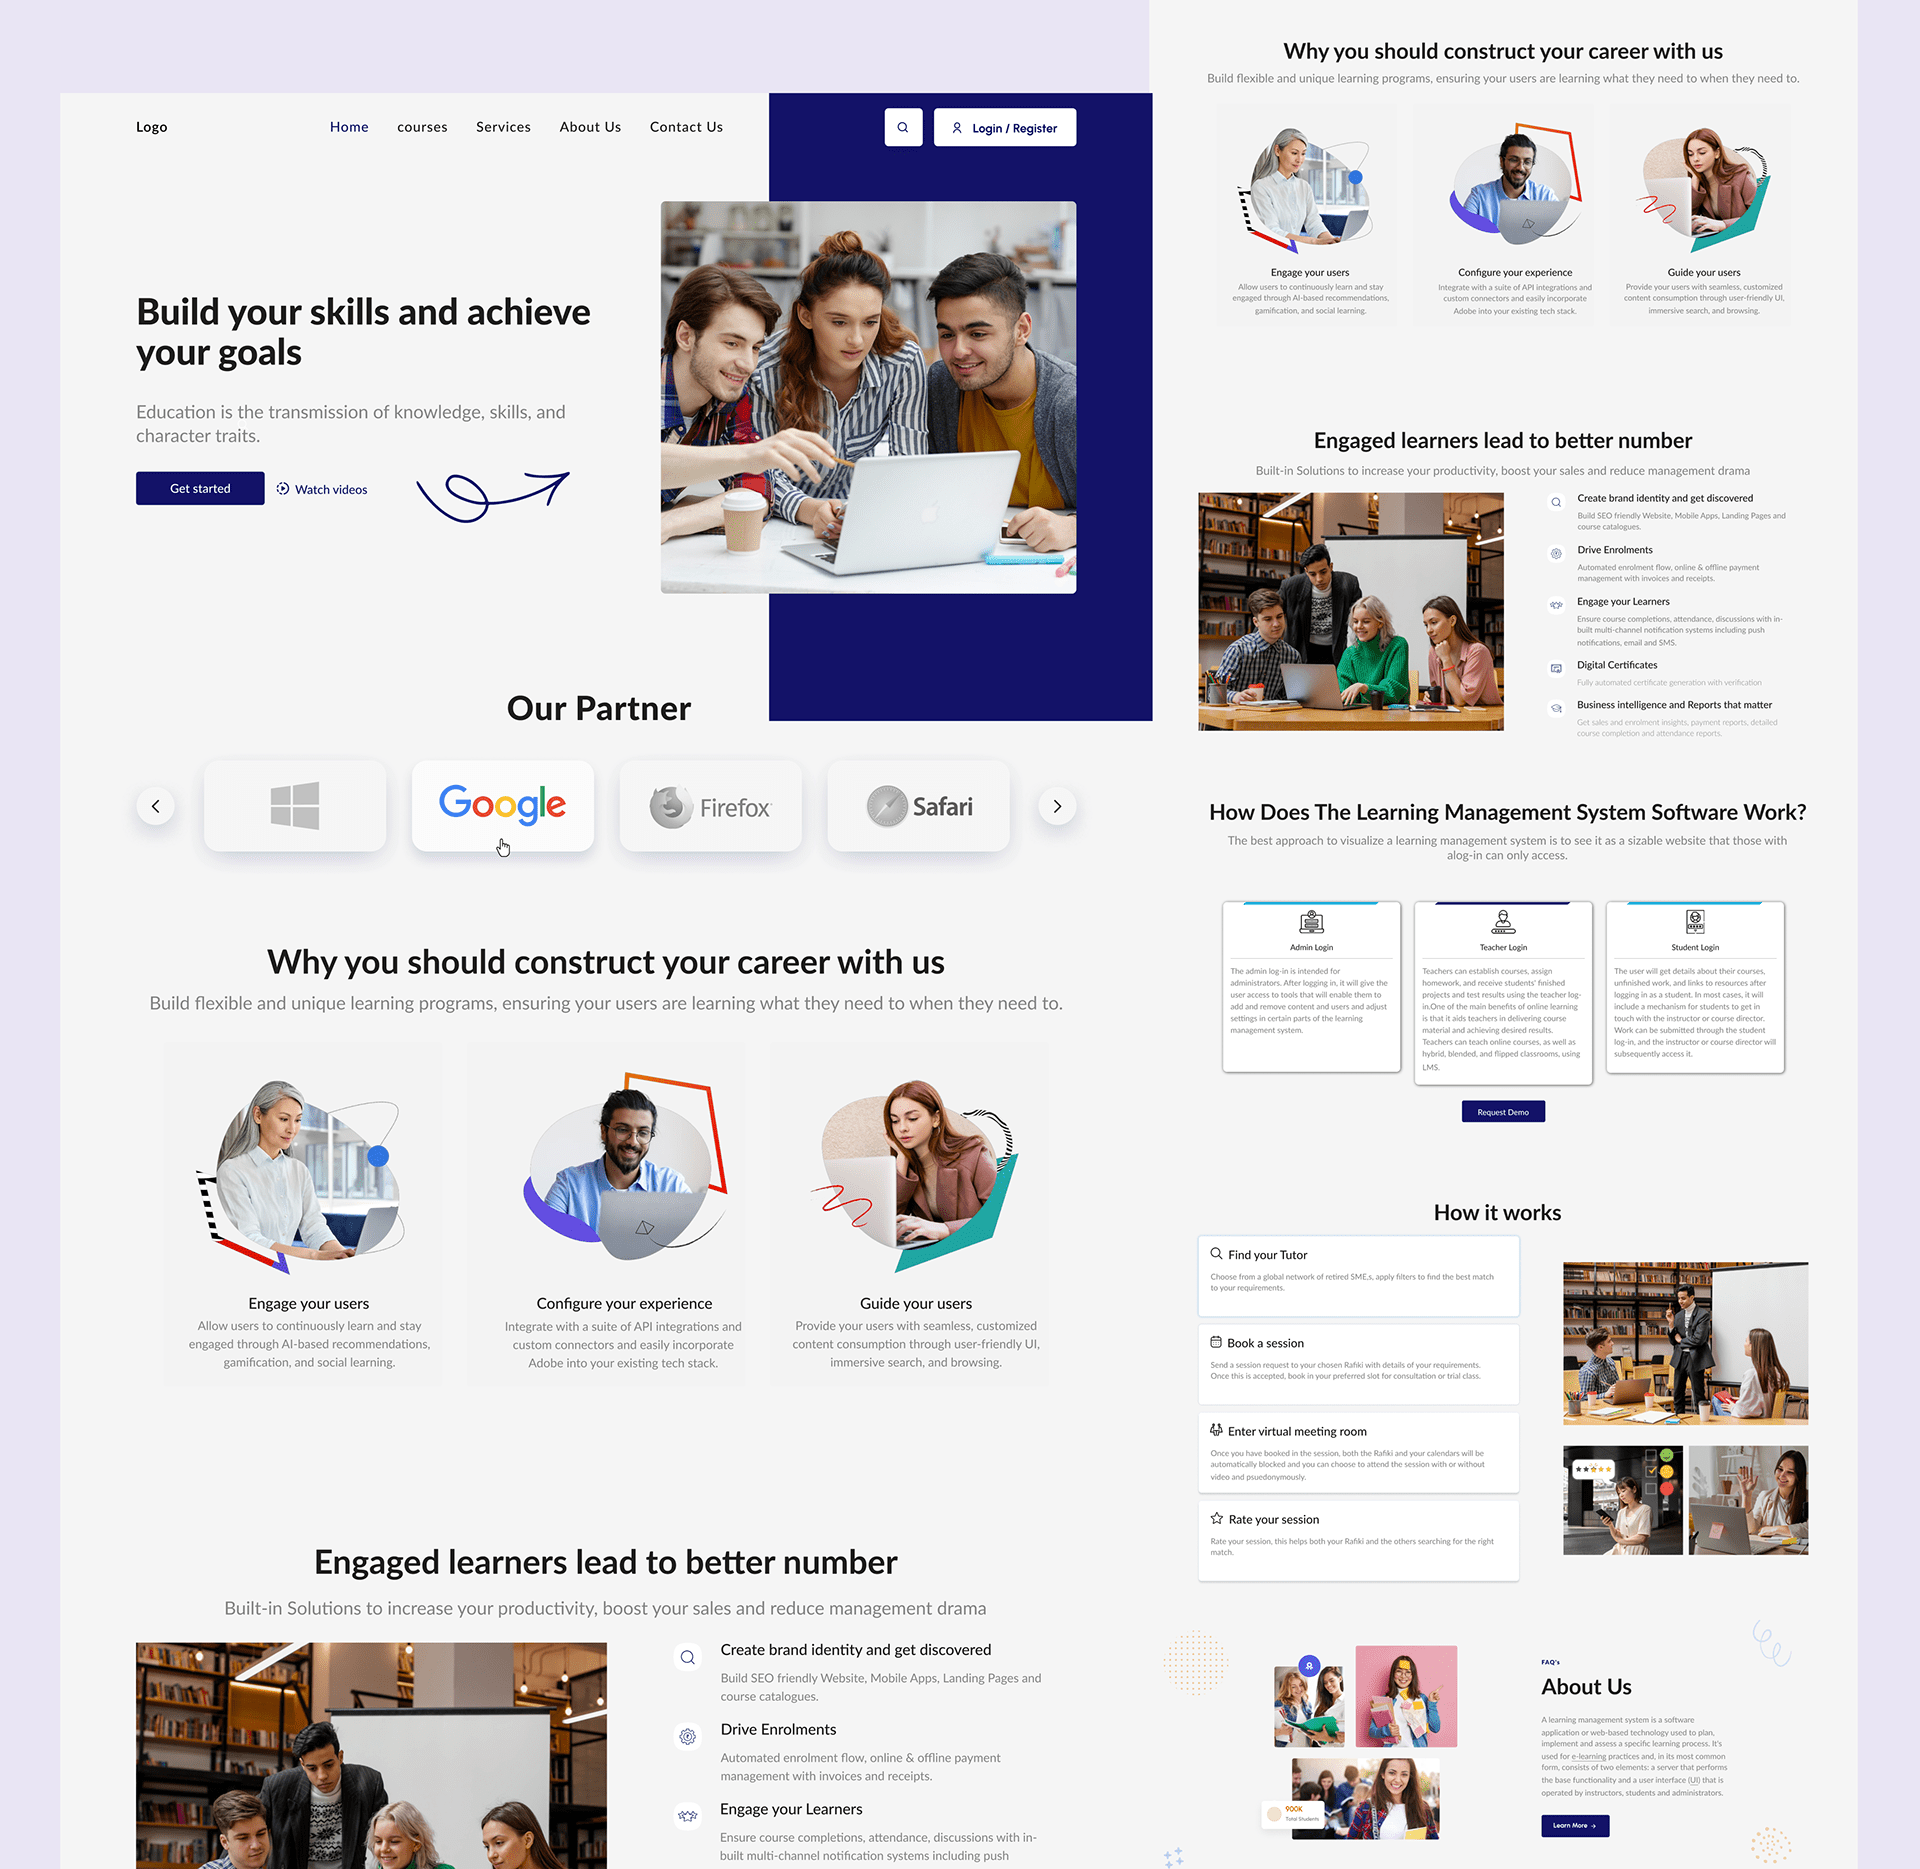 Logo
Home
courses
Services
About Us
Contact Us
Login / Register
Build your skills and achieve
your goals
Education is the transmission of knowledge, skills, and
character traits.
Get started
Watch videos
Our Partner
Google
Firefox
Safari
Why you should construct your career with us
Build flexible and unique learning programs, ensuring your users are learning what they need to when they need to.
Engage your users
Allow users to continuously learn and stay
engaged through AI-based recommendations,
gamification, and social learning.
Configure your experience
Integrate with a suite of API integrations and
custom connectors and easily incorporate
Adobe into your existing tech stack.
Guide your users
Provide your users with seamless, customized
content consumption through user-friendly UI,
immersive search, and browsing.
Engaged learners lead to better number
Built-in Solutions to increase your productivity, boost your sales and reduce management drama
Create brand identity and get discovered
Build SEO friendly Website, Mobile Apps, Landing Pages and
course catalogues.
Drive Enrolments
Automated enrolment flow, online & offline payment
management with invoices and receipts.
Engage your Learners
Ensure course completions, attendance, discussions with in-
built multi-channel notification systems including push
Why you should construct your career with us
Build flexible and unique learning programs, ensuring your users are learning what they need to when they need to.
Engage your users
Allow users to continuously learn and stay
engaged through AI-based recommendations,
gamification, and social learning.
Configure your experience
Integrate with a suite of API integrations and
custom connectors and easily incorporate
Adobe into your existing tech stack.
Guide your users
Provide your users with seamless, customized
content consumption through user-friendly UI,
immersive search, and browsing.
Engaged learners lead to better number
Built-in Solutions to increase your productivity, boost your sales and reduce management drama
Create brand identity and get discovered
Build SEO friendly Website, Mobile Apps, Landing Pages and
course catalogues.
Drive Enrolments
Automated enrolment flow, online & offline payment
management with invoices and receipts.
Engage your Learners
Ensure course completions, attendance, discussions with in-
built multi-channel notification systems including push
notifications, email and SMS.
Digital Certificates
Fully automated certificate generation with verification
Business intelligence and Reports that matter
Get sales and enrolment insights, payment reports, detailed
course completion and attendance reports.
How Does The Learning Management System Software Work?
The best approach to visualize a learning management system is to see it as a sizable website that those with
alog-in can only access.
Admin Login
The admin log-in is intended for
administrators. After logging in, it will give the
user access to tools that will enable them to
add and remove content and users and adjust
settings in certain parts of the learning
management system.
Teacher Login
Teachers can establish courses, assign
homework, and receive students' finished
projects and test results using the teacher log-
in.One of the main benefits of online learning
is that it aids teachers in delivering course
material and achieving desired results.
Teachers can teach online courses, as well as
hybrid, blended, and flipped classrooms, using
LMS.
Student Login
The user will get details about their courses,
unfinished work, and links to resources after
logging in as a student. In most cases, it will
include a mechanism for students to get in
touch with the instructor or course director.
Work can be submitted through the student
log-in, and the instructor or course director will
subsequently access it.
Request Demo
How it works
Find your Tutor
Choose from a global network of retired SME,s, apply filters to find the best match
to your requirements.
Book a session
Send a session request to your chosen Rafiki with details of your requirements.
Once this is accepted, book in your preferred slot for consultation or trial class.
Enter virtual meeting room
Once you have booked in the session, both the Rafiki and your calendars will be
automatically blocked and you can choose to attend the session with or without
video and psuedonymously.
Rate your session
Rate your session, this helps both your Rafiki and the others searching for the right
match.
900K
Total Students
FAQ's
About Us
A learning management system is a software
application or web-based technology used to plan,
implement and assess a specific learning process. It's
used for e-learning practices and, in its most common
form, consists of two elements: a server that performs
the base functionality and a user interface (UI) that is
operated by instructors, students and administrators.
Learn More